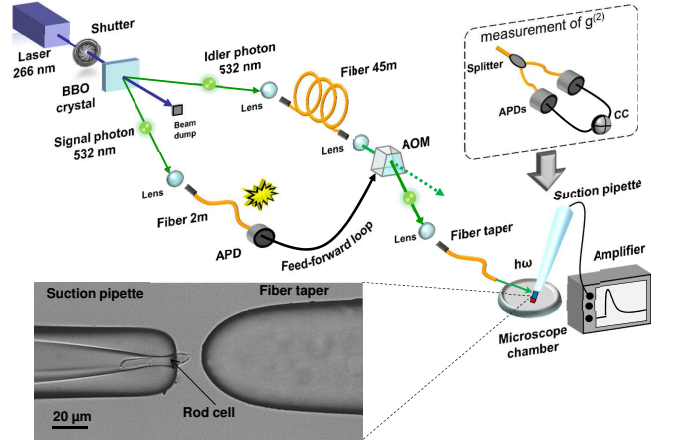 Laser
266 nm
Shutter
BBO
crystal
Idler photon
532 nm
Lens
Fiber 45m
Beam
dump
Signal photon
532 nm
Lens
Lens
AOM
Fiber 2m
APD
Feed-forward loop
Lens
Fiber taper
measurement of g(2)
Splitter
APDs
CC
Suction pipette
hω
Amplifier
Microscope
chamber
Suction pipette
Fiber taper
Rod cell
20 µm